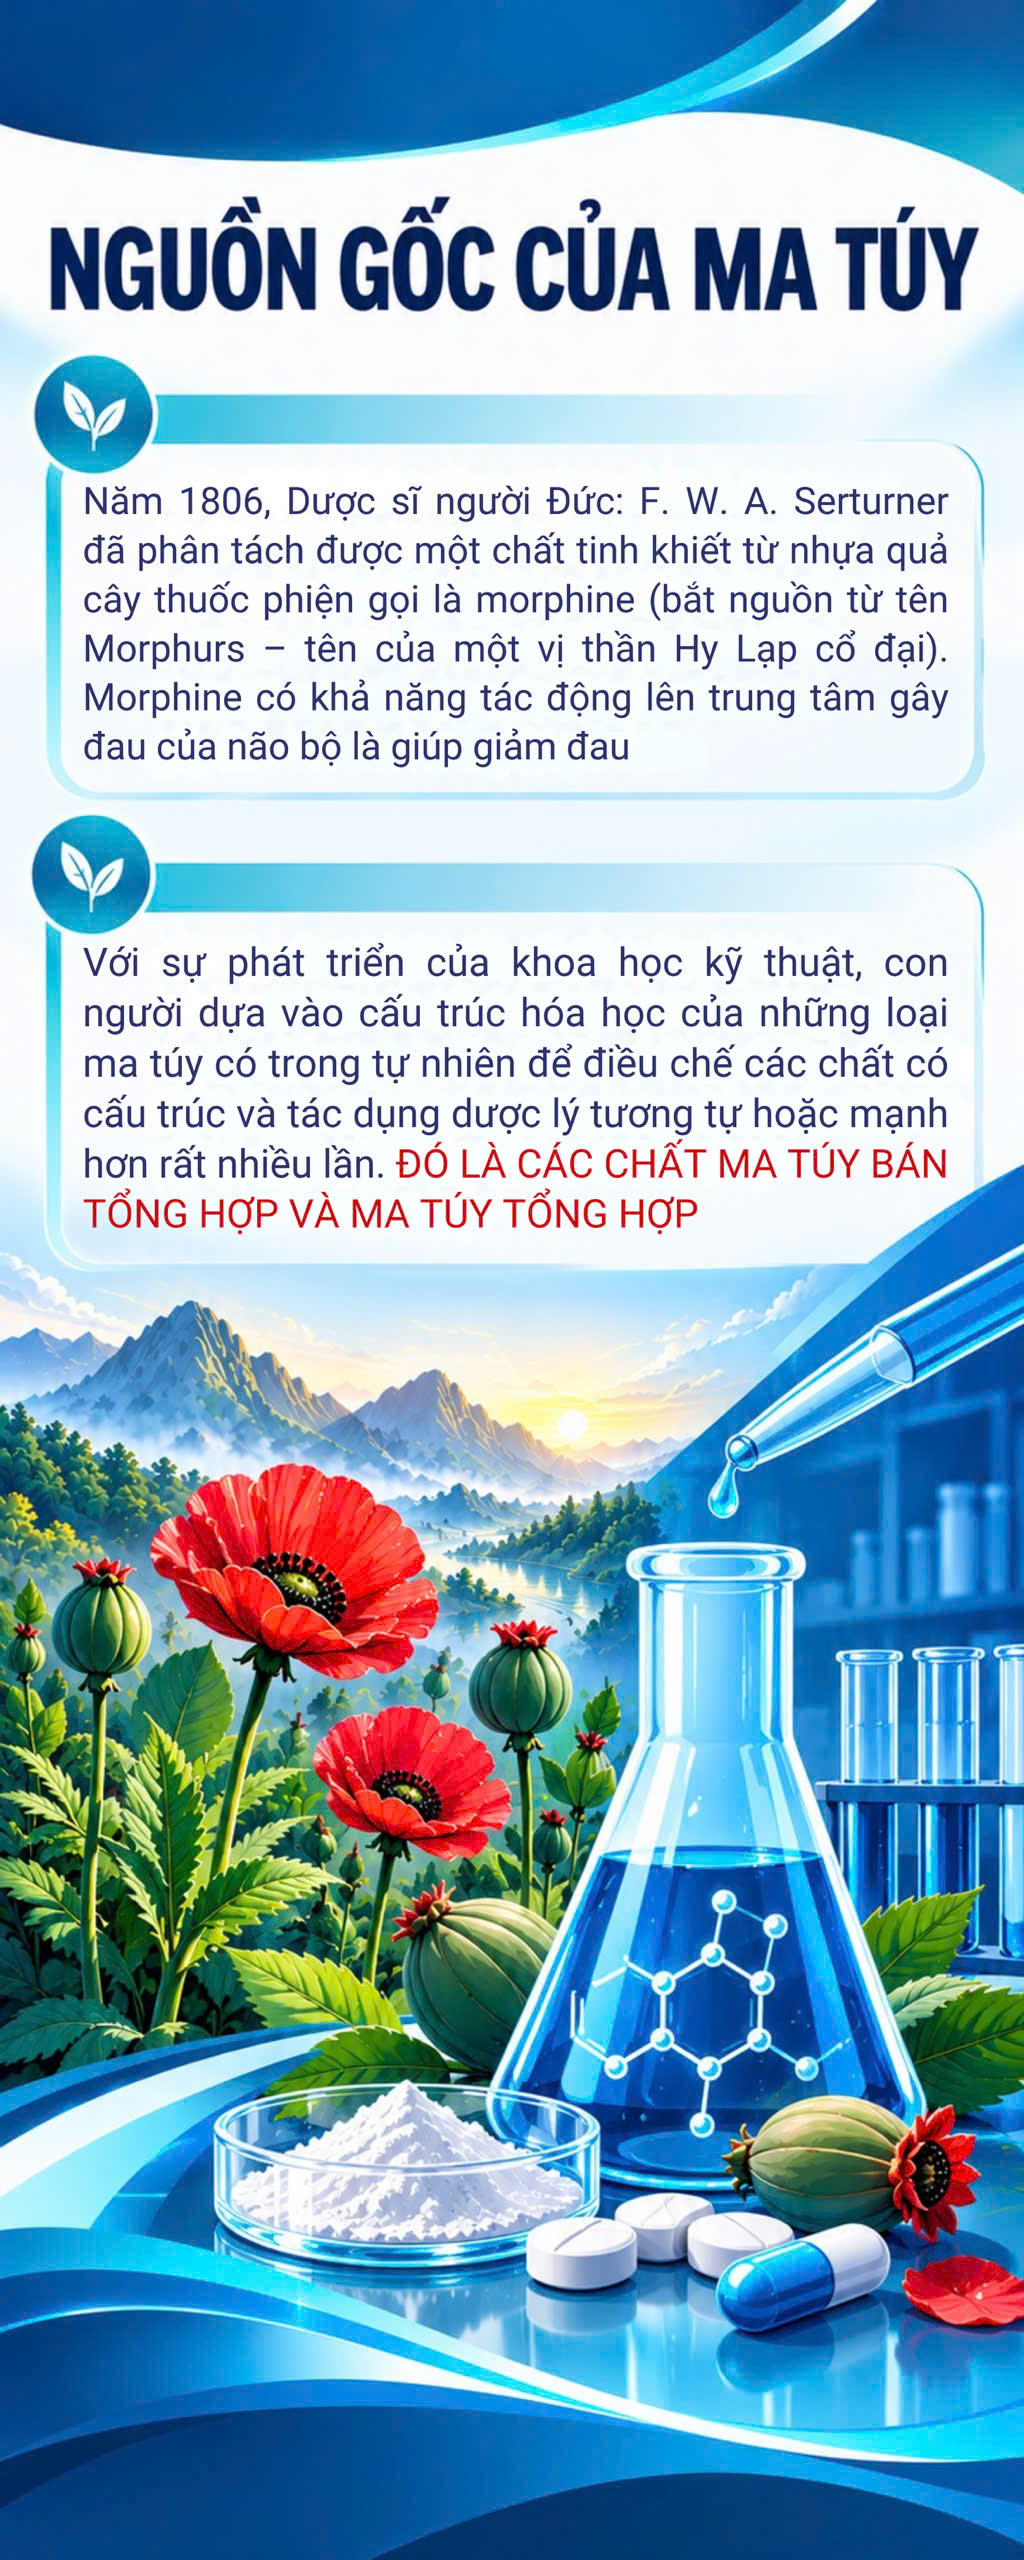 NGUỒN GỐC CỦA MA TÚY
Năm 1806, Dược sĩ người Đức: F. W. A. Serturner
đã phân tách được một chất tinh khiết từ nhựa quả
cây thuốc phiện gọi là morphine (bắt nguồn từ tên
Morphurs – tên của một vị thần Hy Lạp cổ đại).
Morphine có khả năng tác động lên trung tâm gây
đau của não bộ là giúp giảm đau
Với sự phát triển của khoa học kỹ thuật, con
người dựa vào cấu trúc hóa học của những loại
ma túy có trong tự nhiên để điều chế các chất có
cấu trúc và tác dụng dược lý tương tự hoặc mạnh
hơn rất nhiều lần. ĐÓ LÀ CÁC CHẤT MA TÚY BÁN
TỔNG HỢP VÀ MA TÚY TỔNG HỢP